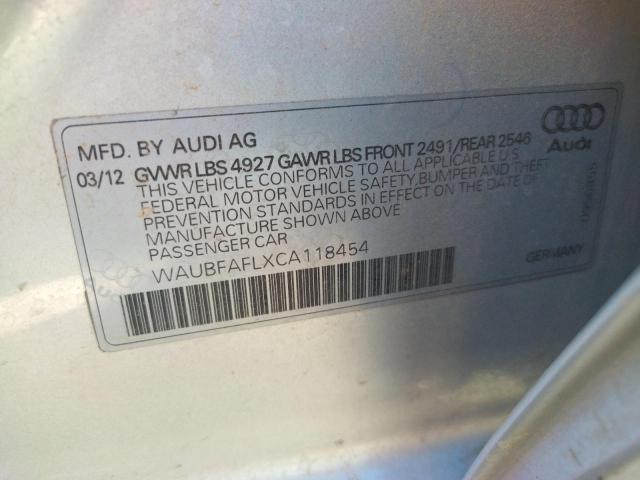 MFD. BY AUDI AG
03/12 GVWR LBS 4927 GAWR LBS FRONT 2491/REAR 2546
THIS VEHICLE CONFORMS TO ALL APPLICABLE U.S.
FEDERAL MOTOR VEHICLE SAFETY,BUMPER AND THEFT
PREVENTION STANDARDS IN EFFECT ON THE DATE OF
MANUFACTURE SHOWN ABOVE
PASSENGER CAR
WAUBFAFLXCA118454
Audi
GERMANY